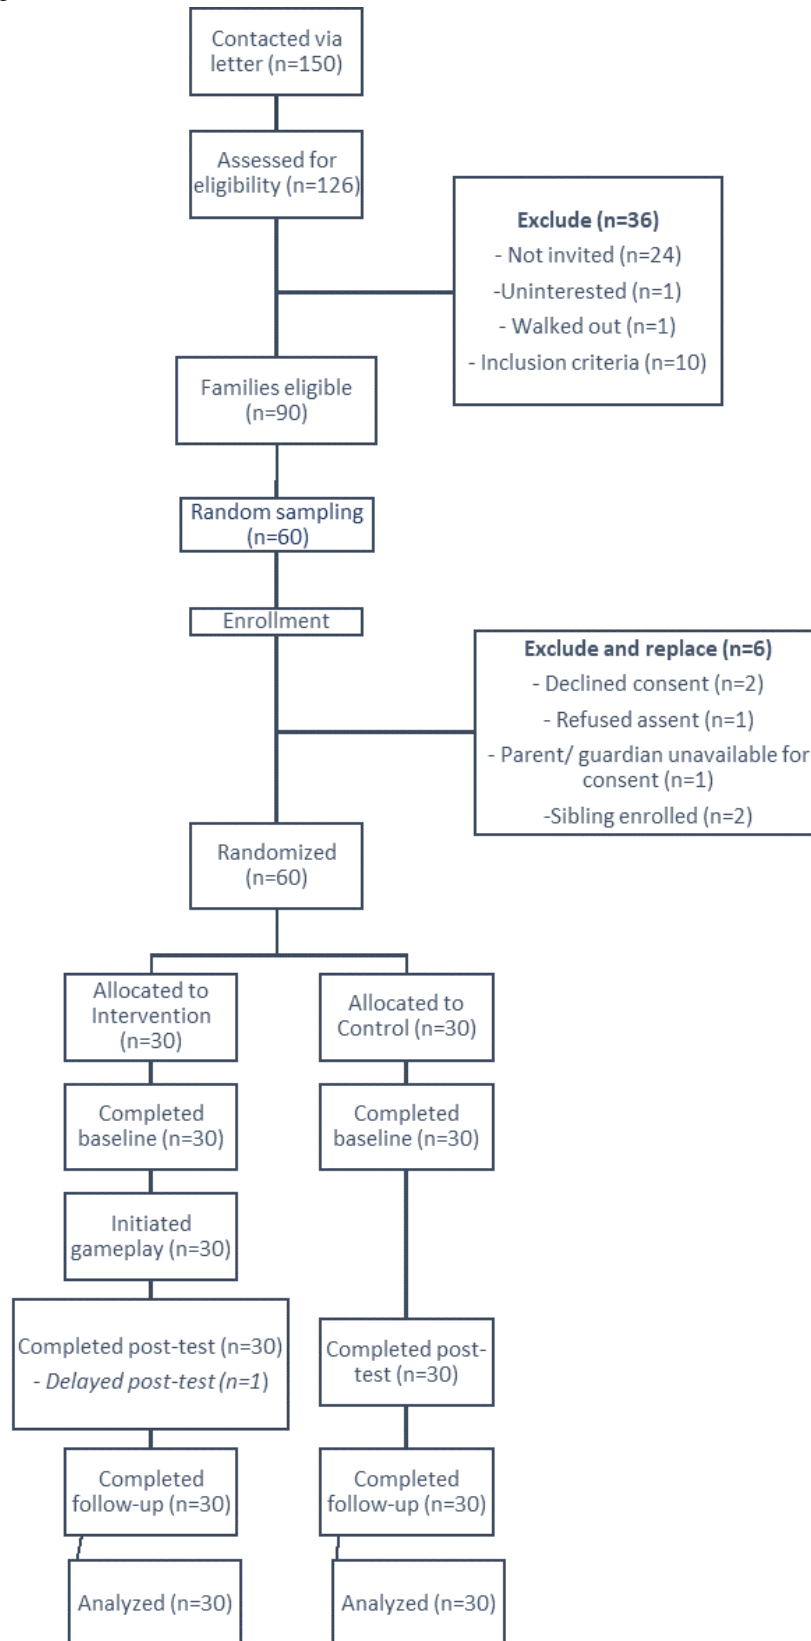 Contacted via
letter (n=150)
Assessed for
eligibility (n=126)
Exclude (n=36)
- Not invited (n=24)
-Uninterested (n=1)
- Walked out (n=1)
- Inclusion criteria (n=10)
Families eligible
(n=90)
Random sampling
(n=60)
Enrollment
Exclude and replace (n=6)
- Declined consent (n=2)
- Refused assent (n=1)
- Parent/ guardian unavailable for
consent (n=1)
-Sibling enrolled (n=2)
Randomized
(n=60)
Allocated to
Intervention
(n=30)
Allocated to
Control (n=30)
Completed
baseline (n=30)
Completed
baseline (n=30)
Initiated
gameplay (n=30)
Completed post-test (n=30)
- Delayed post-test (n=1)
Completed post-
test (n=30)
Completed
follow-up (n=30)
Completed
follow-up (n=30)
Analyzed (n=30)
Analyzed (n=30)